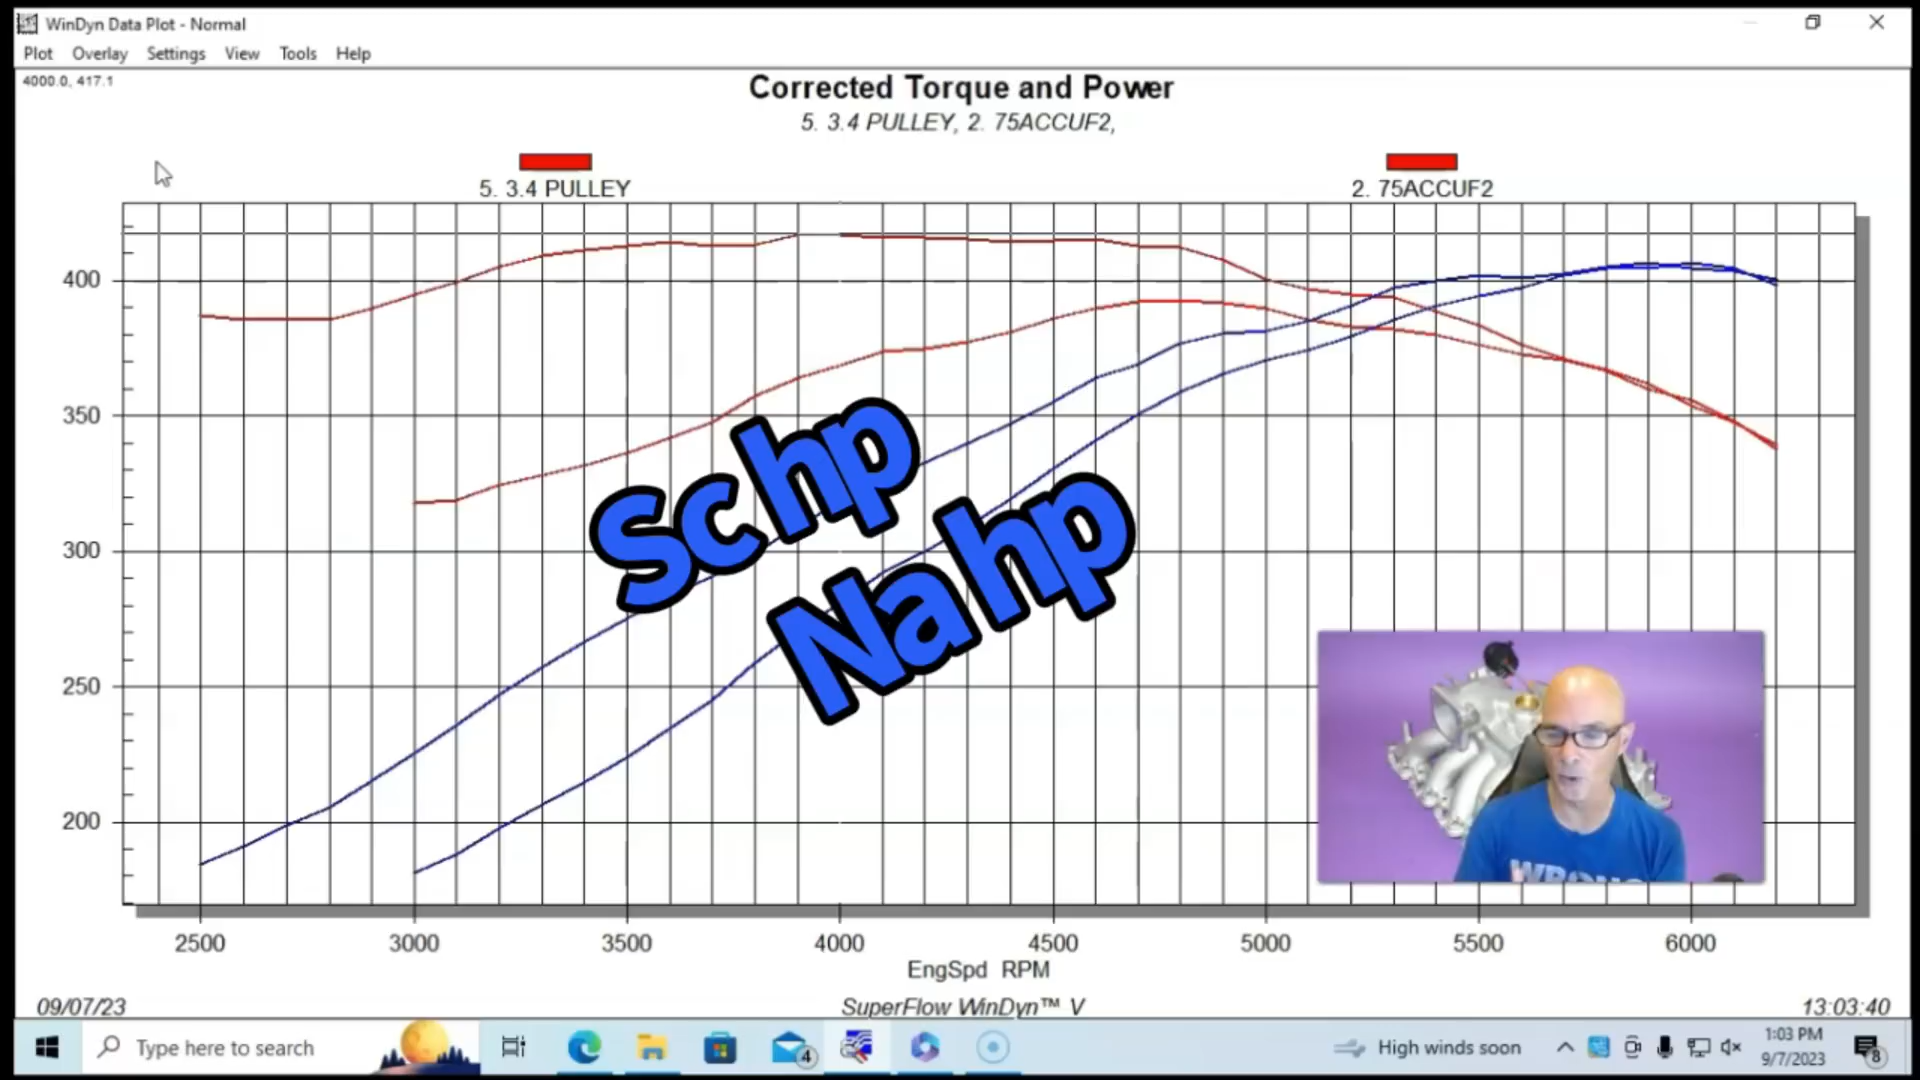 WinDyn Data Plot - Normal
Plot Overlay Settings View Tools Help
4000.0, 417.1
Corrected Torque and Power
5. 3.4 PULLEY, 2. 75ACCUF2,
5. 3.4 PULLEY
2. 75ACCUF2
400
350
300
250
200
Sc hp
Na hp
WRONG
2500 3000 3500 4000 4500 5000 5500 6000
EngSpd RPM
09/07/23
SuperFlow WinDyn™ V
13:03:40
Type here to search
4
High winds soon
1:03 PM
9/7/2023
8